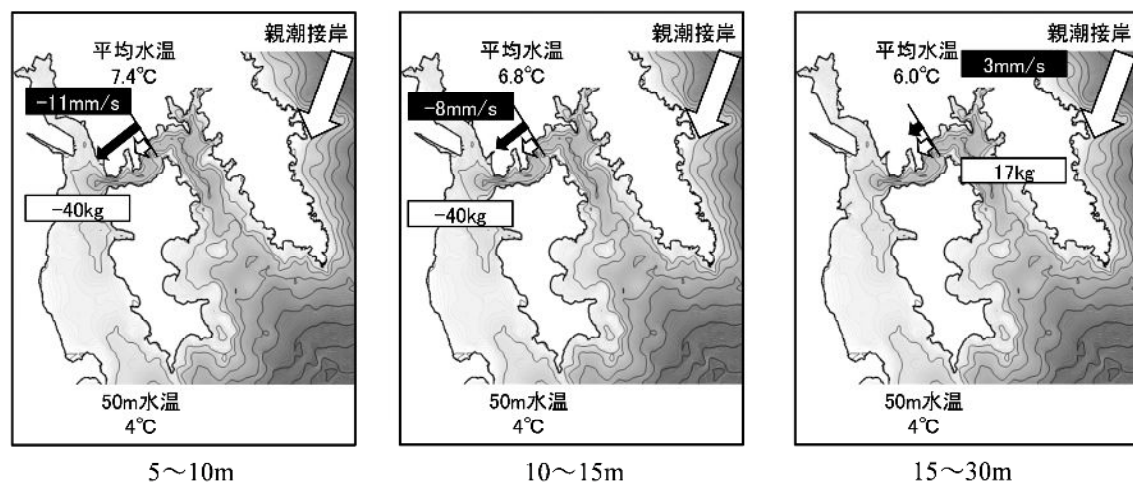 親潮接岸
平均水温
7.4℃
-11mm/s
-40kg
50m水温
4℃
5～10m
親潮接岸
平均水温
6.8℃
-8mm/s
-40kg
50m水温
4℃
10～15m
親潮接岸
平均水温
6.0℃
3mm/s
17kg
50m水温
4℃
15～30m